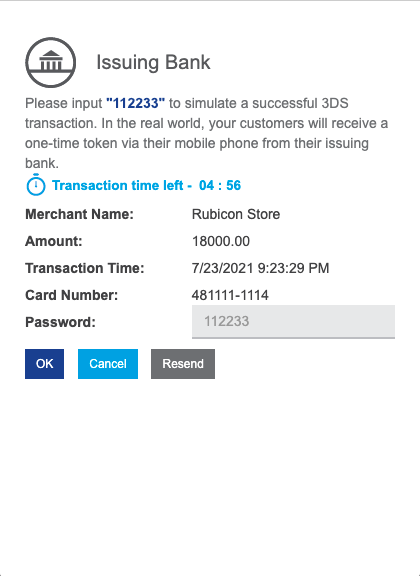 Issuing Bank
Please input "112233" to simulate a successful 3DS
transaction. In the real world, your customers will receive a
one-time token via their mobile phone from their issuing
bank.
Transaction time left - 04 : 56
Merchant Name: Rubicon Store
Amount: 18000.00
Transaction Time: 7/23/2021 9:23:29 PM
Card Number: 481111-1114
Password: 112233
OK Cancel Resend